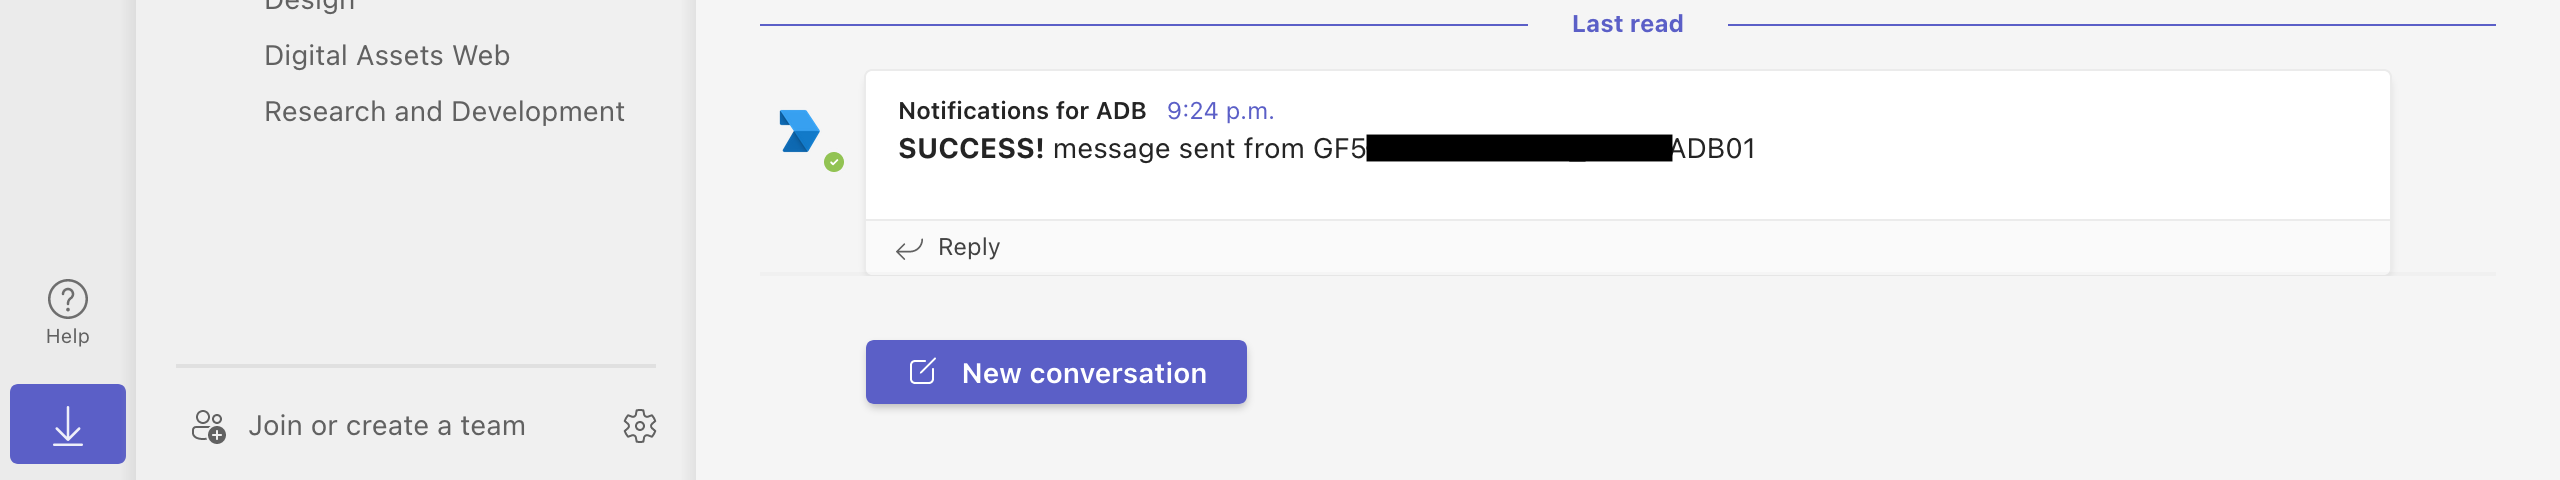 Design
Digital Assets Web
Research and Development
Help
Join or create a team
Last read
Notifications for ADB 9:24 p.m.
SUCCESS! message sent from GF5 ADB01
Reply
New conversation